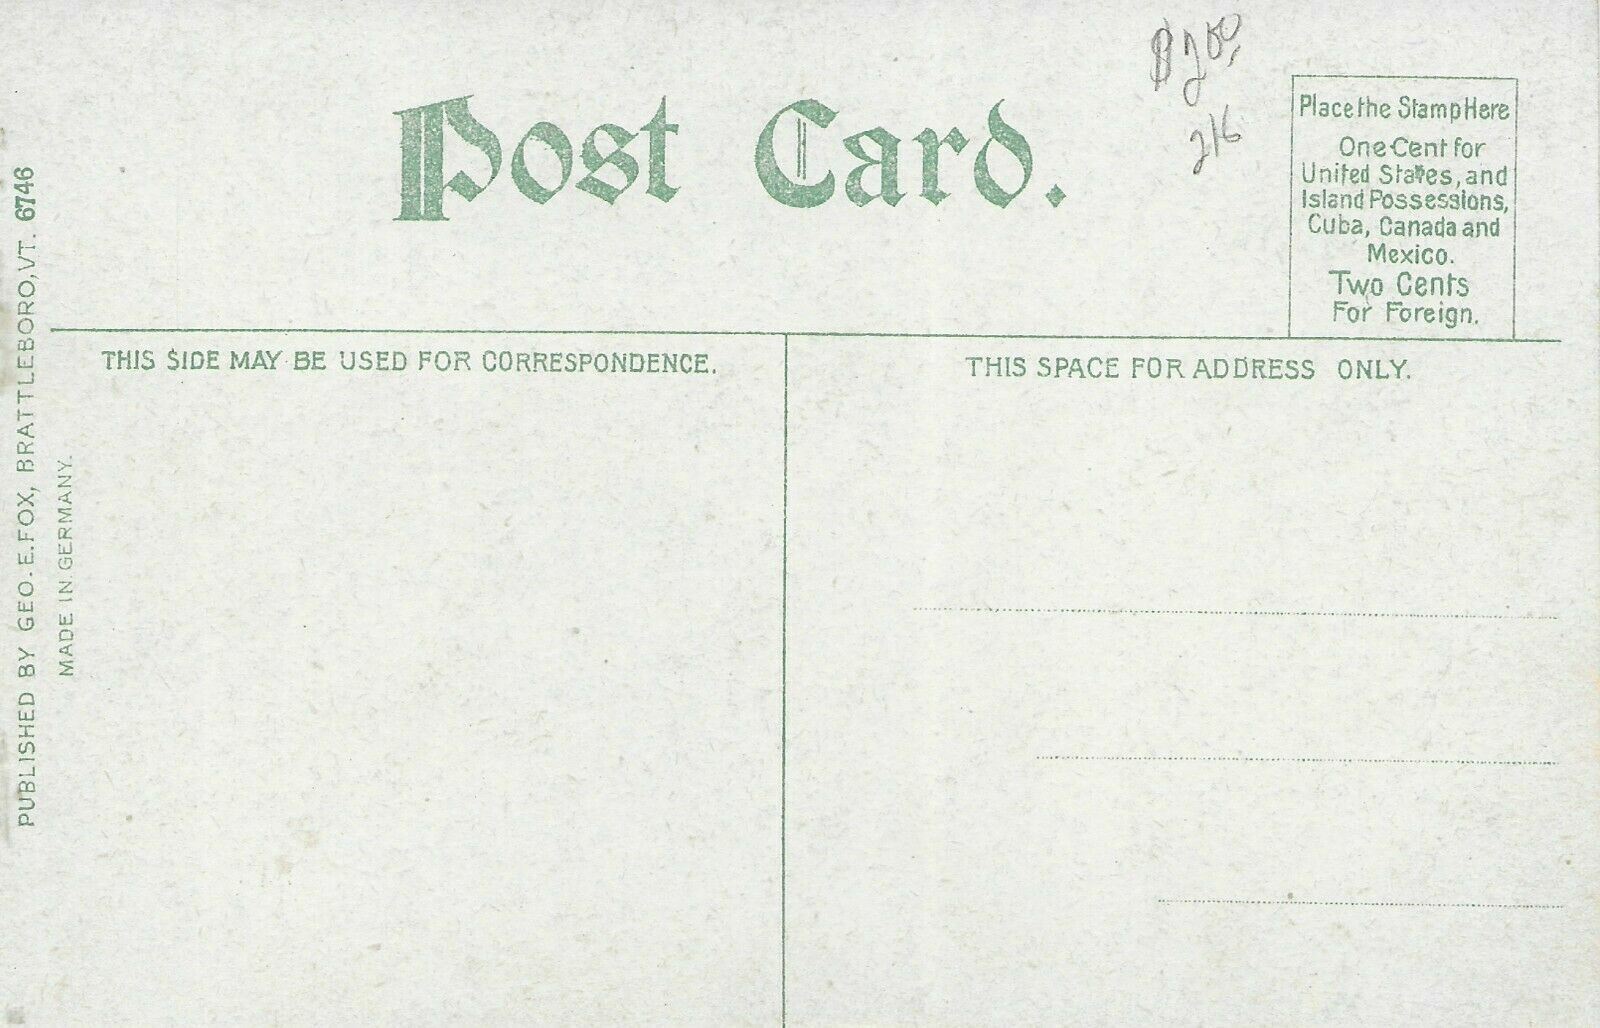 $2.00
216
Post Card.
Place the Stamp Here
One Cent for
United States, and
Island Possessions,
Cuba, Canada and
Mexico.
Two Cents
For Foreign.
THIS SIDE MAY BE USED FOR CORRESPONDENCE.
THIS SPACE FOR ADDRESS ONLY.
PUBLISHED BY GEO. E. FOX, BRATTLEBORO, VT. 6746
MADE IN GERMANY.